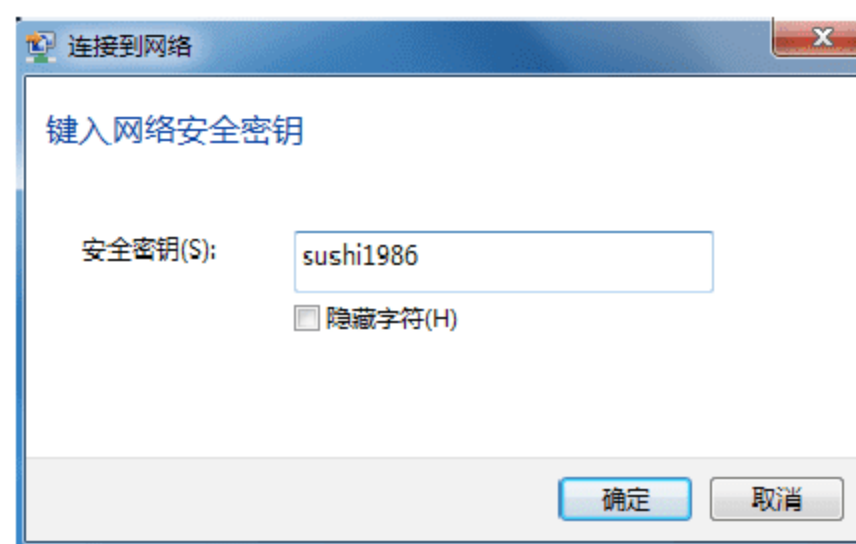 连接到网络
键入网络安全密钥
安全密钥(S):
sushi1986
隐藏字符(H)
确定
取消